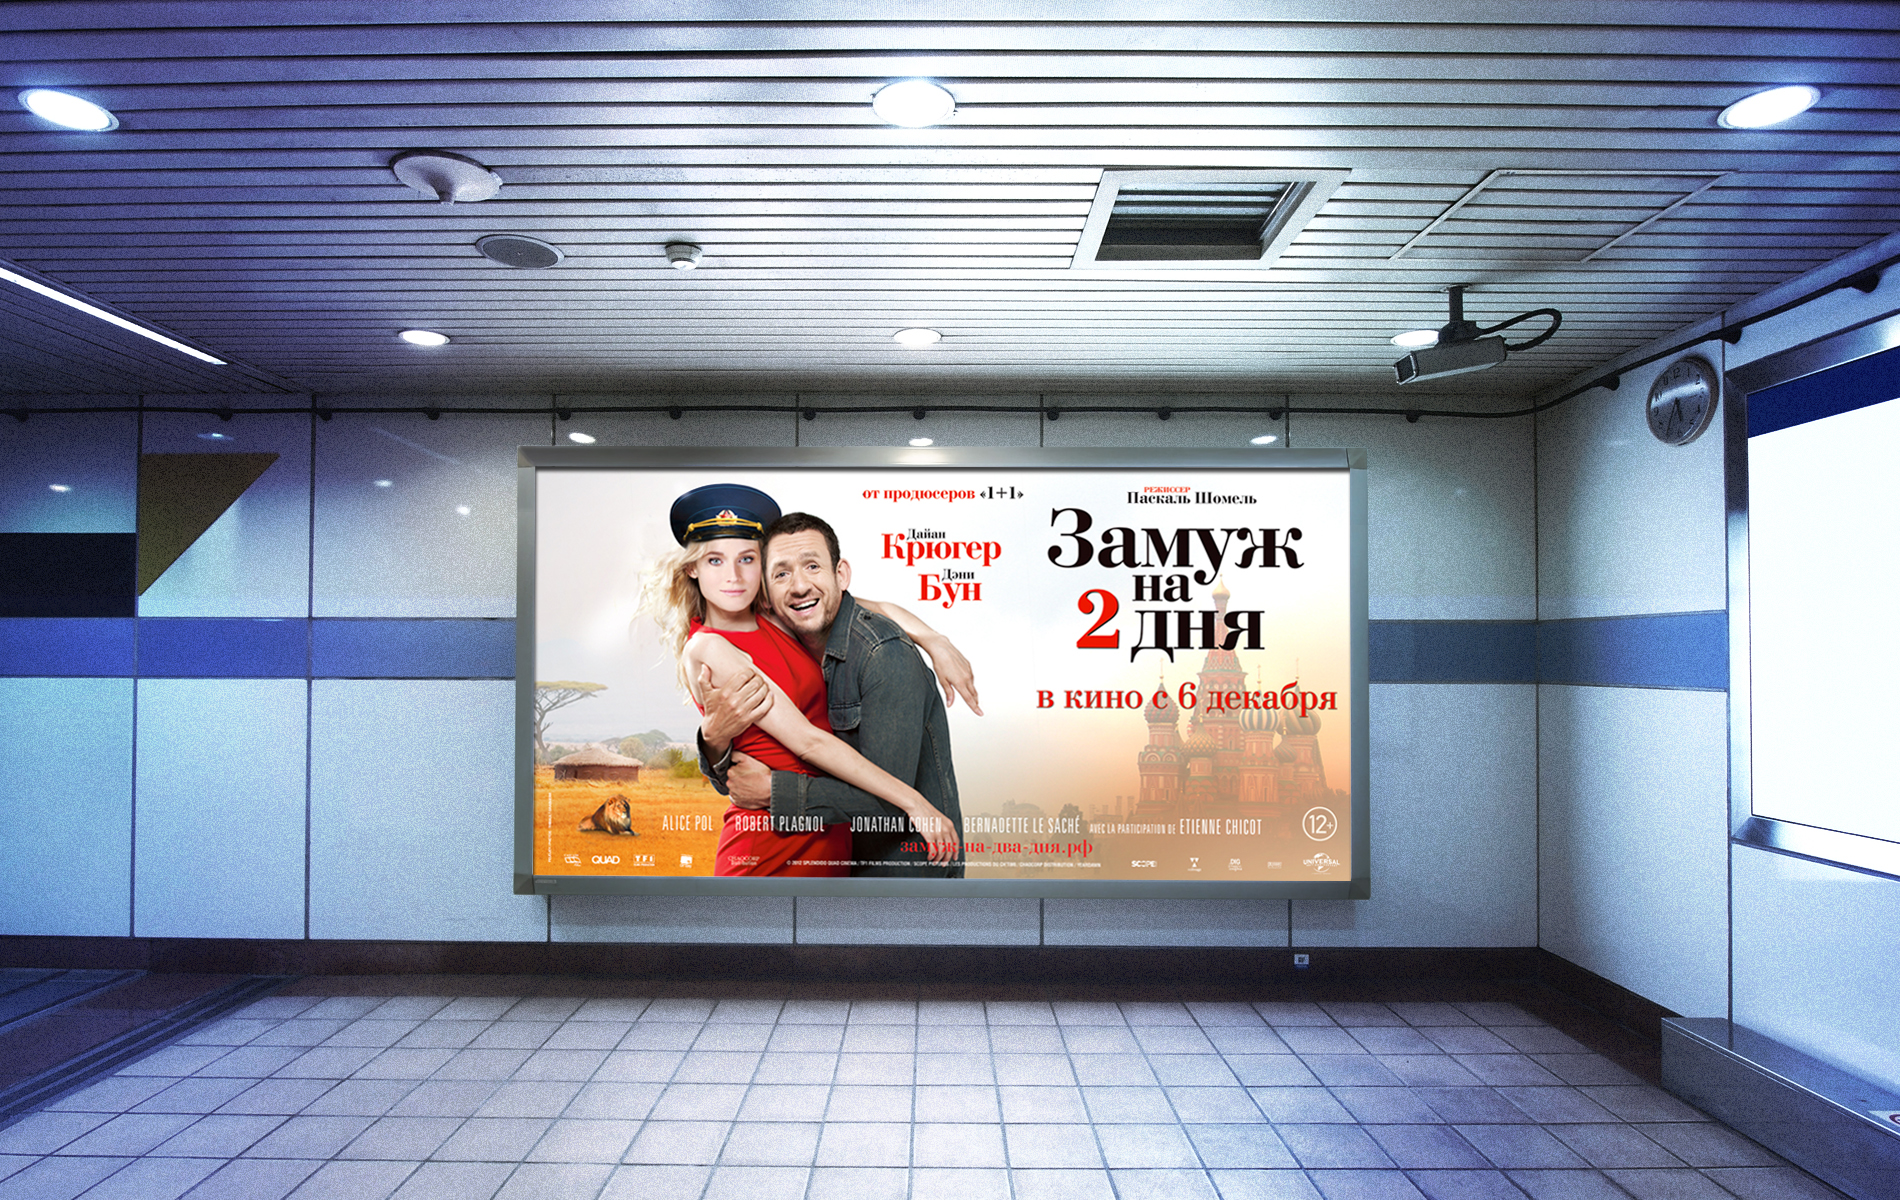 от продюсеров «1+1»
Дайан
Крюгер
Дэни
Бун
РЕЖИССЕР
Паскаль Шомель
Замуж
на
2 дня
в кино с 6 декабря
ALICE POL ROBERT PLAGNOL JONATHAN COHEN BERNADETTE LE SACHÉ AVEC LA PARTICIPATION DE ETIENNE CHICOT
12+
замуж-на-два-дня.рф
QUAD TF1 SCOPE UNIVERSAL